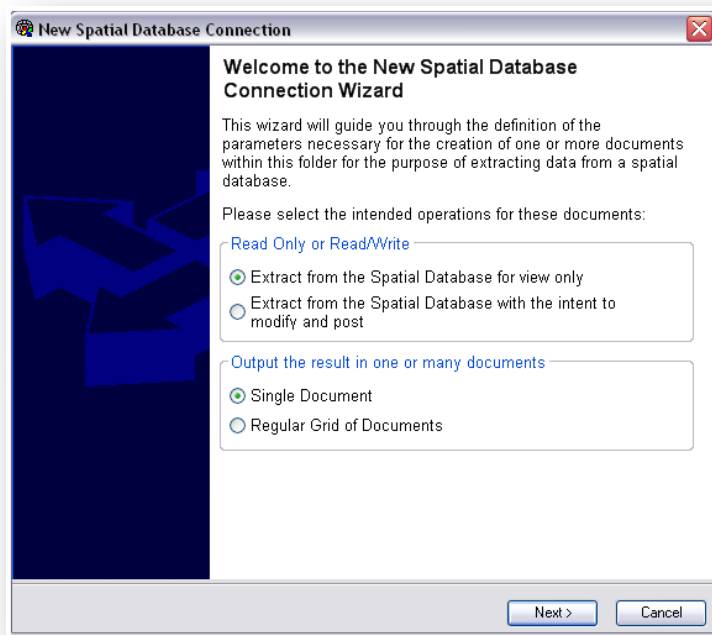 New Spatial Database Connection
Welcome to the New Spatial Database
Connection Wizard
This wizard will guide you through the definition of the
parameters necessary for the creation of one or more documents
within this folder for the purpose of extracting data from a spatial
database.
Please select the intended operations for these documents:
Read Only or Read/Write
Extract from the Spatial Database for view only
Extract from the Spatial Database with the intent to
modify and post
Output the result in one or many documents
Single Document
Regular Grid of Documents
Next >
Cancel